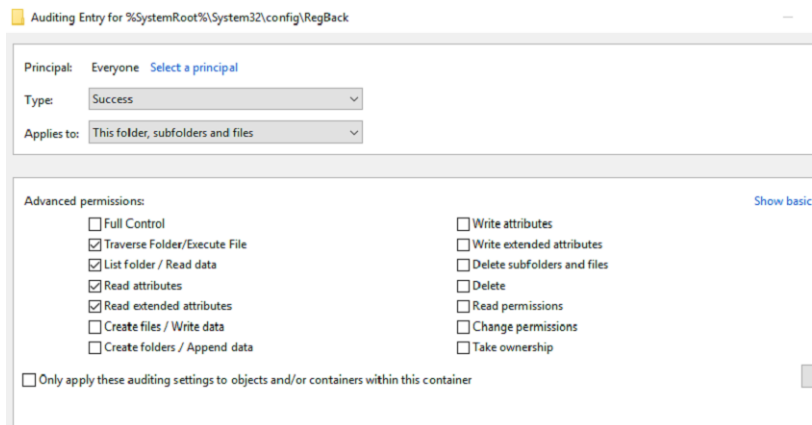 Auditing Entry for %SystemRoot%\System32\config\RegBack
Principal: Everyone Select a principal
Type: Success
Applies to: This folder, subfolders and files
Advanced permissions: Show basic
Full Control Write attributes
Traverse Folder/Execute File Write extended attributes
List folder / Read data Delete subfolders and files
Read attributes Delete
Read extended attributes Read permissions
Create files / Write data Change permissions
Create folders / Append data Take ownership
Only apply these auditing settings to objects and/or containers within this container